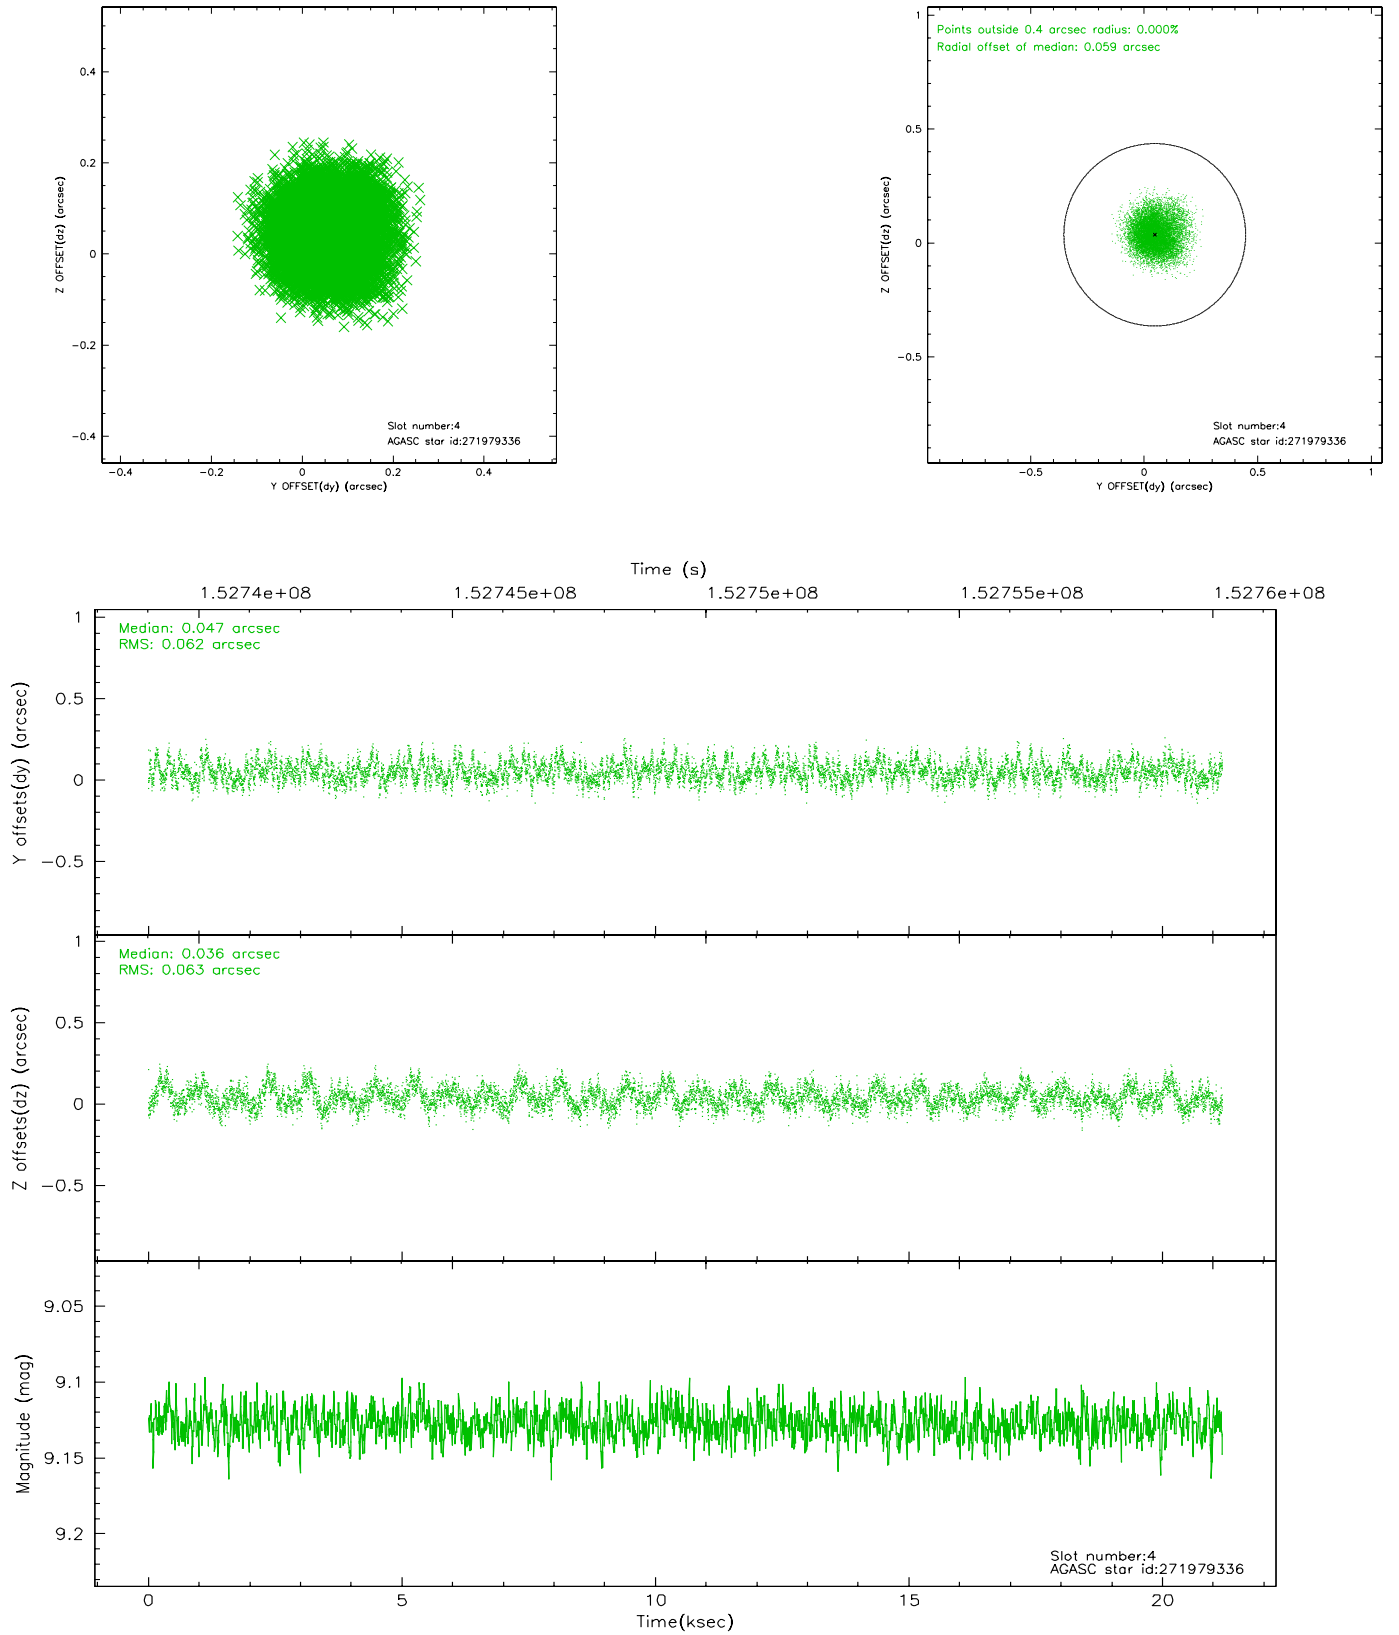 0.4
0.2
0
−0.2
−0.4
Z OFFSET(dz) (arcsec)
Slot number:4
AGASC star id:271979336
−0.4 −0.2 0 0.2 0.4
Y OFFSET(dy) (arcsec)
Points outside 0.4 arcsec radius: 0.000%
Radial offset of median: 0.059 arcsec
1
0.5
0
−0.5
Z OFFSET(dz) (arcsec)
Slot number:4
AGASC star id:271979336
−0.5 0 0.5 1
Y OFFSET(dy) (arcsec)
Time (s)
1.5274e+08 1.52745e+08 1.5275e+08 1.52755e+08 1.5276e+08
Median: 0.047 arcsec
RMS: 0.062 arcsec
1
0.5
0
−0.5
Y offsets(dy) (arcsec)
Median: 0.036 arcsec
RMS: 0.063 arcsec
1
0.5
0
−0.5
Z offsets(dz) (arcsec)
9.05
9.1
9.15
9.2
Magnitude (mag)
Slot number:4
AGASC star id:271979336
0 5 10 15 20
Time(ksec)